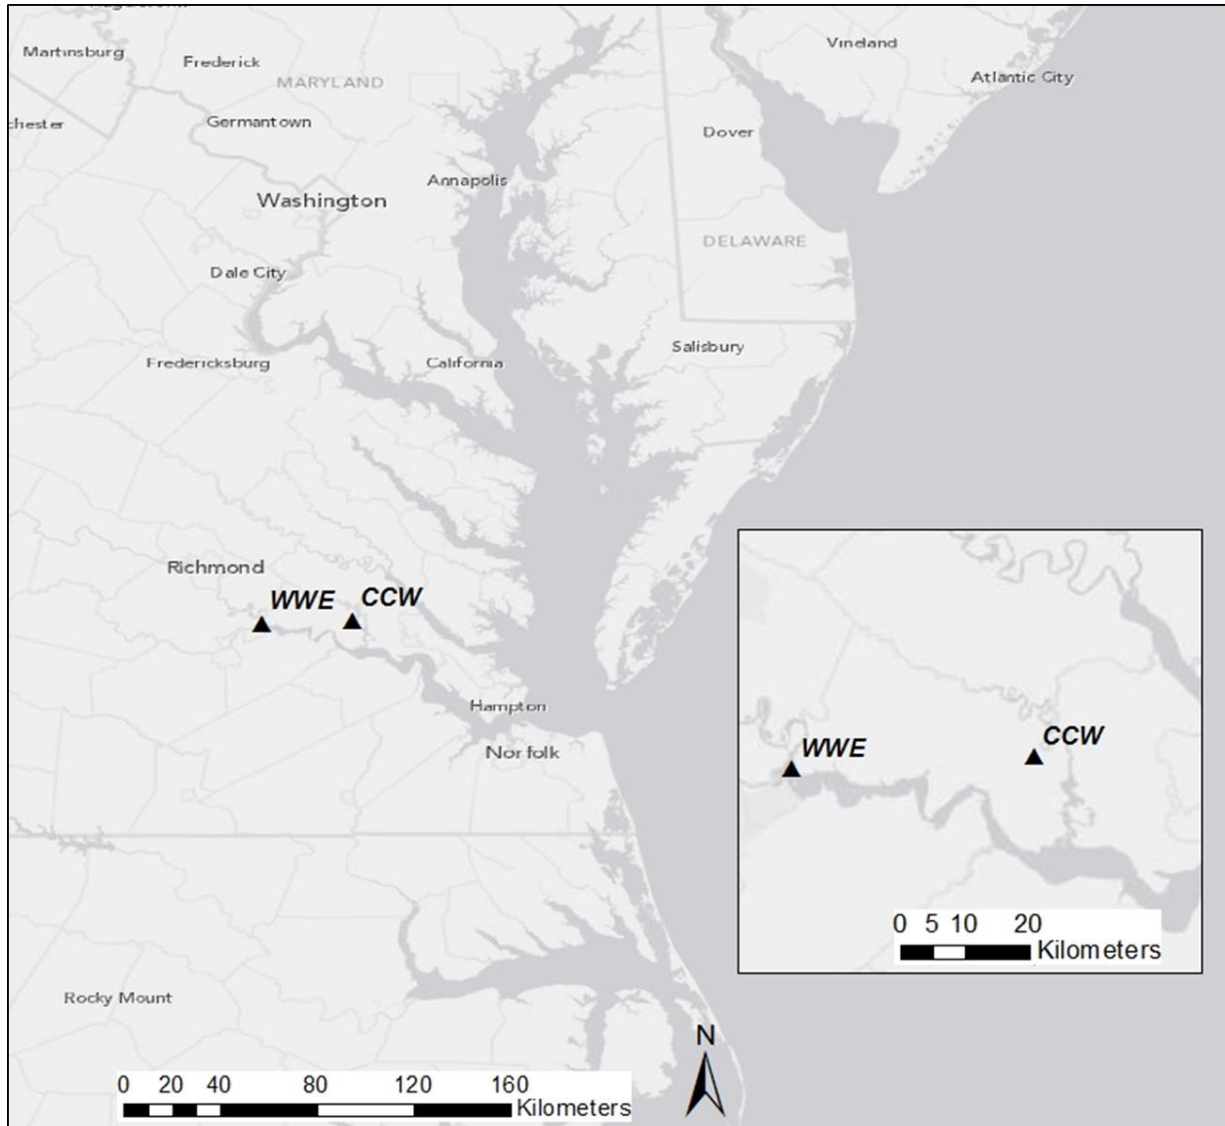 Martinsburg
Frederick
MARYLAND
Vineland
Atlantic City
chester
Germantown
Dover
Annapolis
Washington
DELAWARE
Dale City
Salisbury
Fredericksburg
California
Richmond
WWE
CCW
Hampton
Norfolk
WWE
CCW
0 5 10 20
Kilometers
Rocky Mount
N
0 20 40 80 120 160
Kilometers